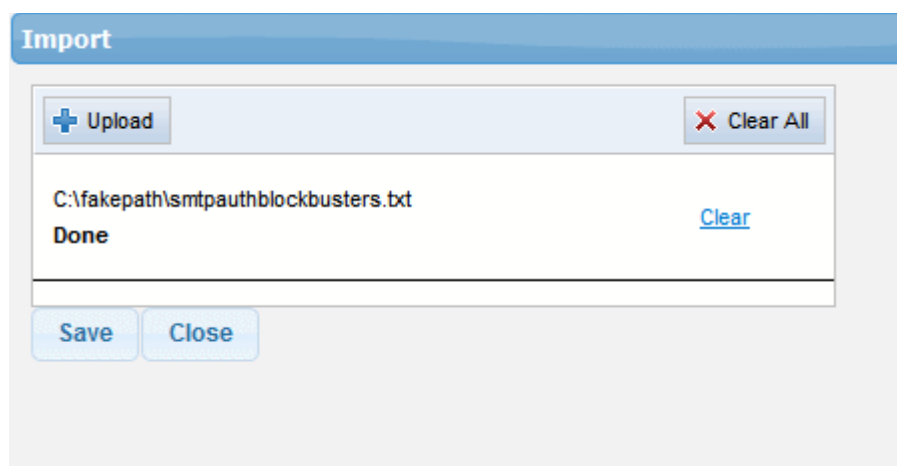 Import
Upload
Clear All
C:\fakepath\smtpauthblockbusters.txt
Clear
Done
Save
Close